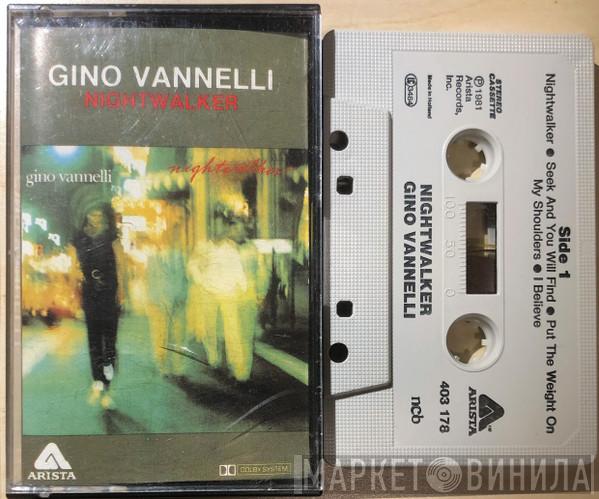 GINO VANNELLI
NIGHTWALKER
gino vannelli
nightwalker
ARISTA
DOLBY SYSTEM
STEREO
CASSETTE
℗ 1981
Arista
Records,
Inc.
Made in Holland
Side 1
Nightwalker ● Seek And You Will Find ● Put The Weight On
My Shoulders ● I Believe
100 50 0
NIGHTWALKER
GINO VANNELLI
ARISTA
403 178
ncb
МАРКЕТ ВИНИЛА